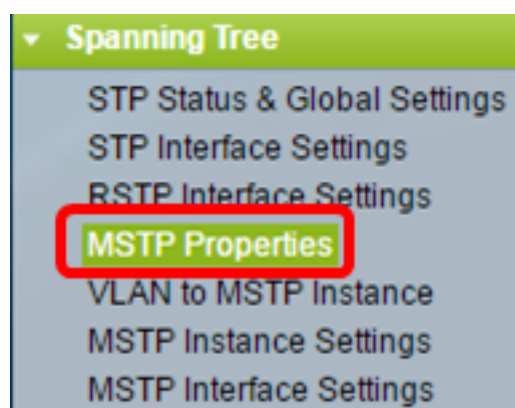 Spanning Tree
STP Status & Global Settings
STP Interface Settings
RSTP Interface Settings
MSTP Properties
VLAN to MSTP Instance
MSTP Instance Settings
MSTP Interface Settings